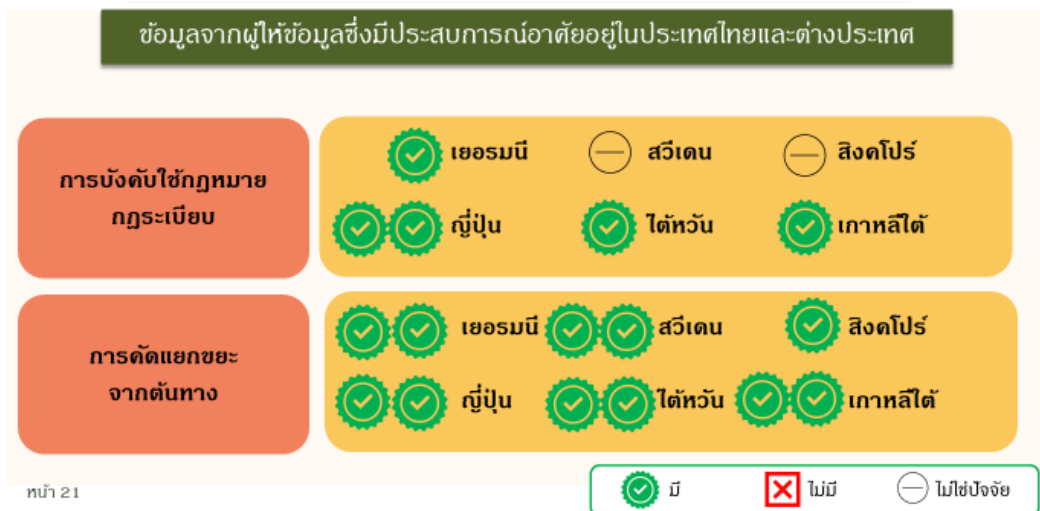 ข้อมูลจากผู้ให้ข้อมูลซึ่งมีประสบการณ์อาศัยอยู่ในประเทศไทยและต่างประเทศ
การบังคับใช้กฎหมาย
กฎระเบียบ
เยอรมนี สวีเดน สิงคโปร์
ญี่ปุ่น ไต้หวัน เกาหลีใต้
การคัดแยกขยะ
จากต้นทาง
เยอรมนี สวีเดน สิงคโปร์
ญี่ปุ่น ไต้หวัน เกาหลีใต้
หน้า 21
มี ไม่มี ไม่ใช่ปัจจัย